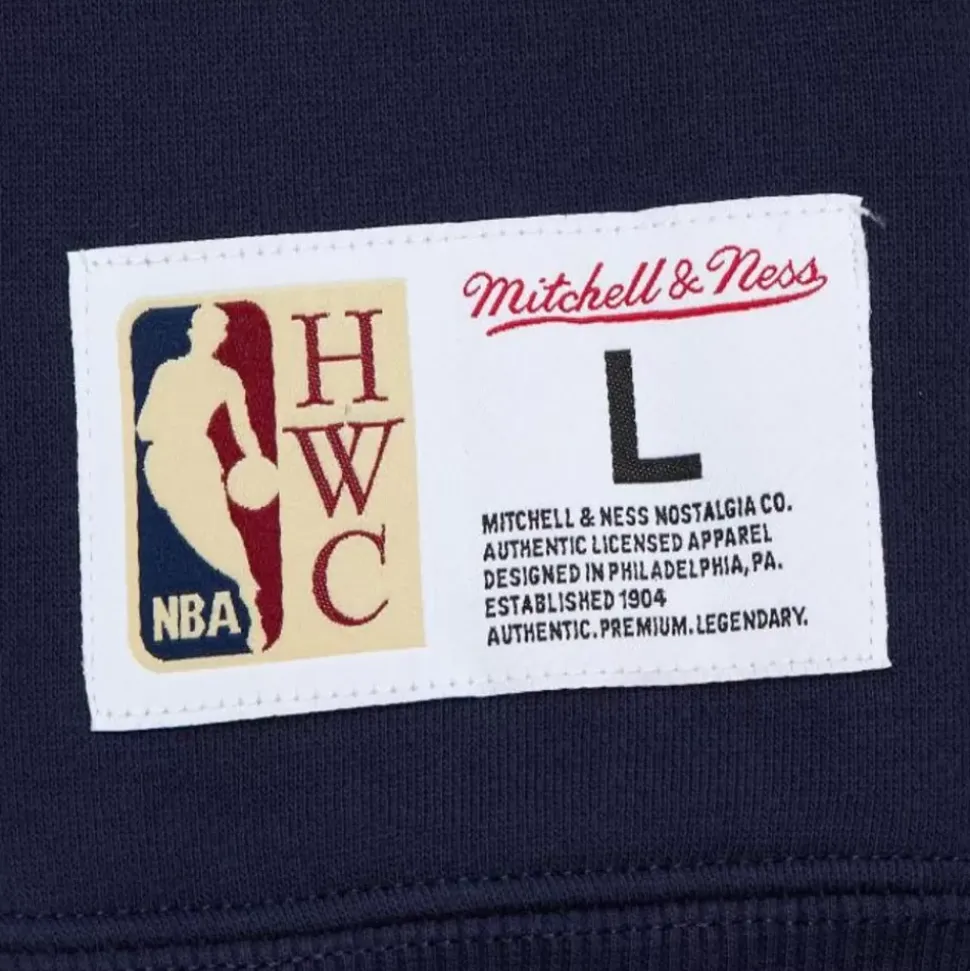 NBA
H
W
C
Mitchell & Ness
L
MITCHELL & NESS NOSTALGIA CO.
AUTHENTIC LICENSED APPAREL
DESIGNED IN PHILADELPHIA, PA.
ESTABLISHED 1904
AUTHENTIC. PREMIUM. LEGENDARY.